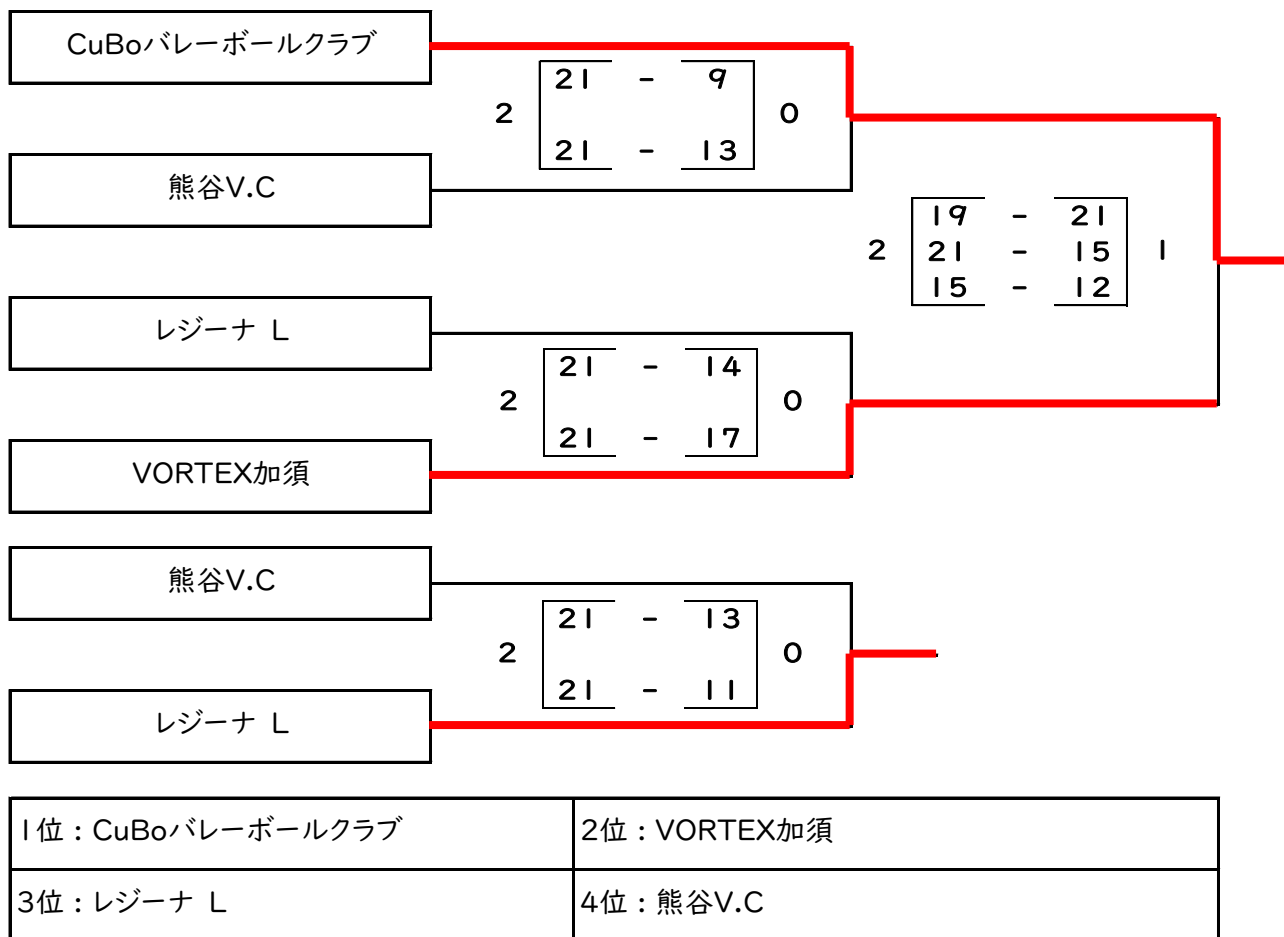 CuBoバレーボールクラブ
21 - 9
2 0
21 - 13
熊谷V.C
19 - 21
2 21 - 15 1
15 - 12
レジーナ L
21 - 14
2 0
21 - 17
VORTEX加須
熊谷V.C
21 - 13
2 0
21 - 11
レジーナ L
1位：CuBoバレーボールクラブ 2位：VORTEX加須
3位：レジーナ L 4位：熊谷V.C